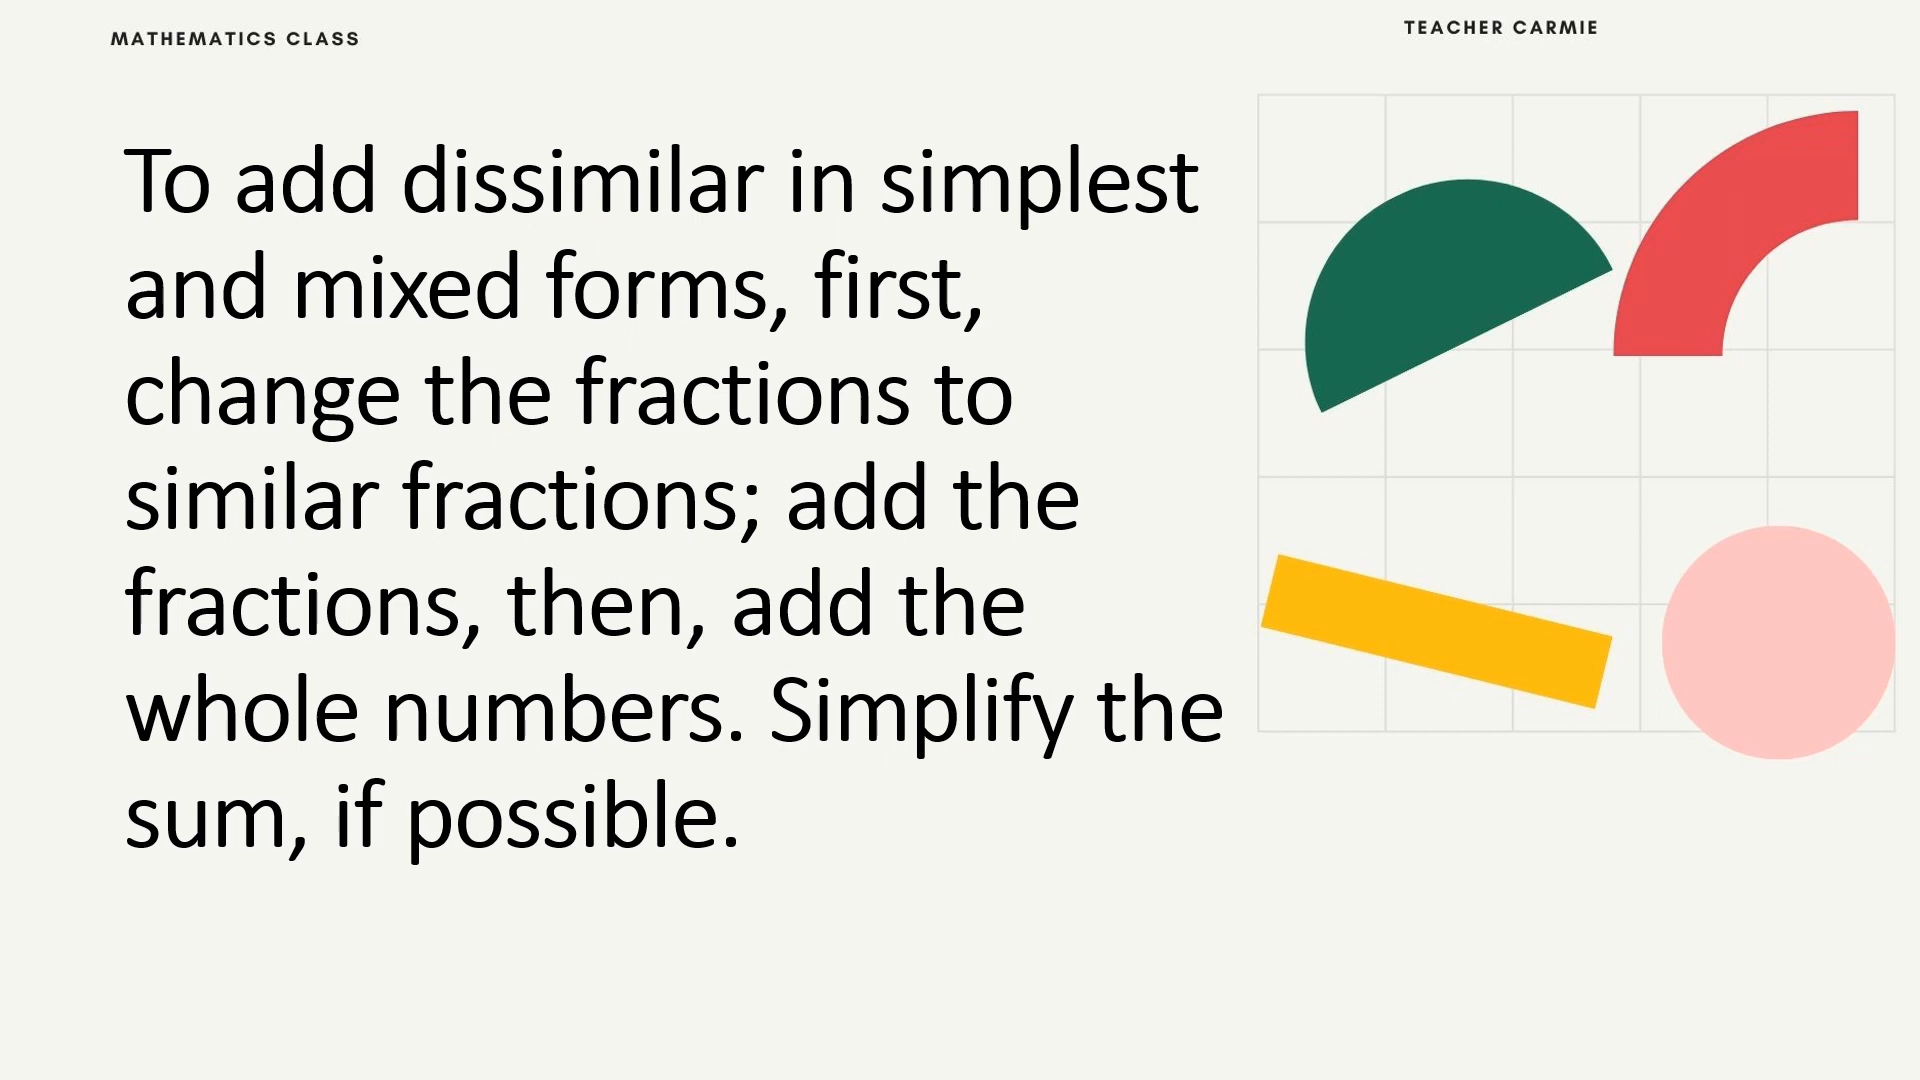 MATHEMATICS CLASS
TEACHER CARMIE
To add dissimilar in simplest
and mixed forms, first,
change the fractions to
similar fractions; add the
fractions, then, add the
whole numbers. Simplify the
sum, if possible.